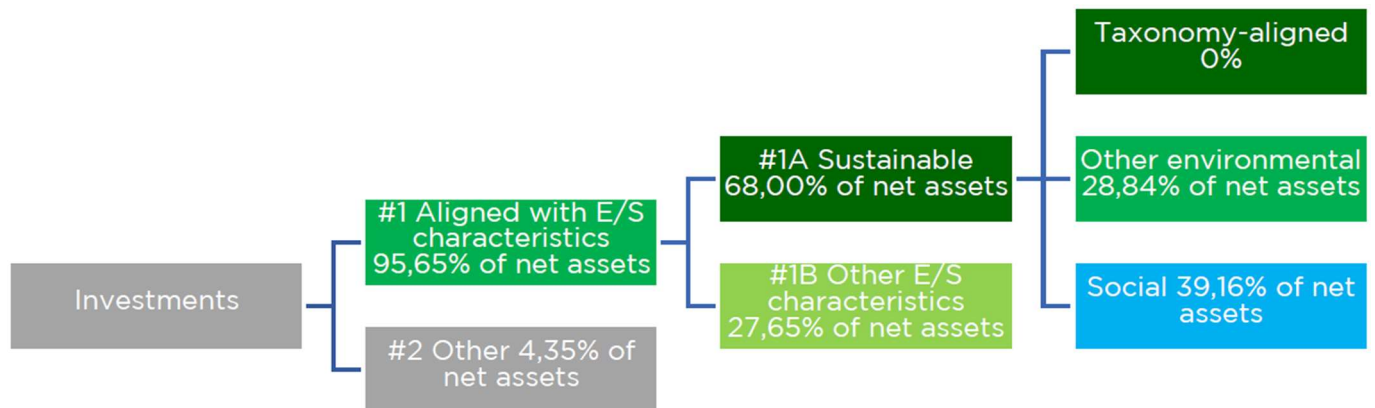 Investments
#1 Aligned with E/S
characteristics
95,65% of net assets
#2 Other 4,35% of
net assets
#1A Sustainable
68,00% of net assets
#1B Other E/S
characteristics
27,65% of net assets
Taxonomy-aligned
0%
Other environmental
28,84% of net assets
Social 39,16% of net
assets